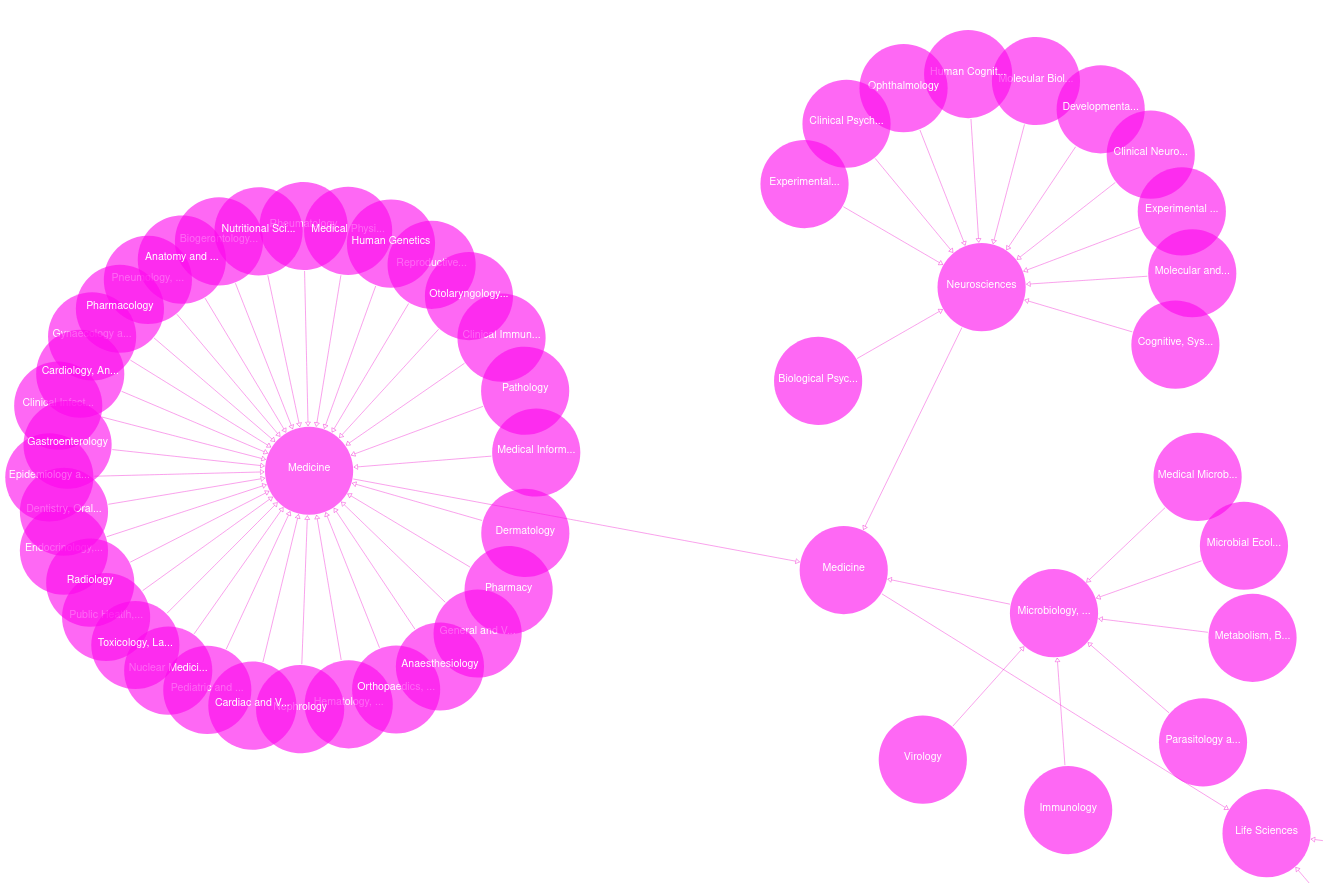 Human Cognit...
Molecular Biol...
Ophthalmology
Developmenta...
Clinical Psych...
Clinical Neuro...
Experimental...
Experimental ...
Molecular and...
Neurosciences
Cognitive, Sys...
Biological Psyc...
Rheumatology
Nutritional Sci...
Medical Physi...
Biogerontology...
Human Genetics
Anatomy and ...
Reproductive...
Pneumology, ...
Otolaryngology...
Pharmacology
Gynaecology a...
Clinical Immun...
Cardiology, An...
Pathology
Clinical Infect...
Gastroenterology
Medical Inform...
Medicine
Epidemiology a...
Dentistry, Oral...
Dermatology
Endocrinology,...
Radiology
Pharmacy
Public Health,...
General and V...
Toxicology, La...
Anaesthesiology
Nuclear Medici...
Pediatric and ...
Orthopaedics, ...
Cardiac and V...
Nephrology
Hematology, ...
Medicine
Medical Microb...
Microbial Ecol...
Microbiology, ...
Metabolism, B...
Parasitology a...
Virology
Immunology
Life Sciences